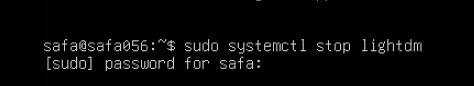 safa@safa056:~$ sudo systemctl stop lightdm
[sudo] password for safa: